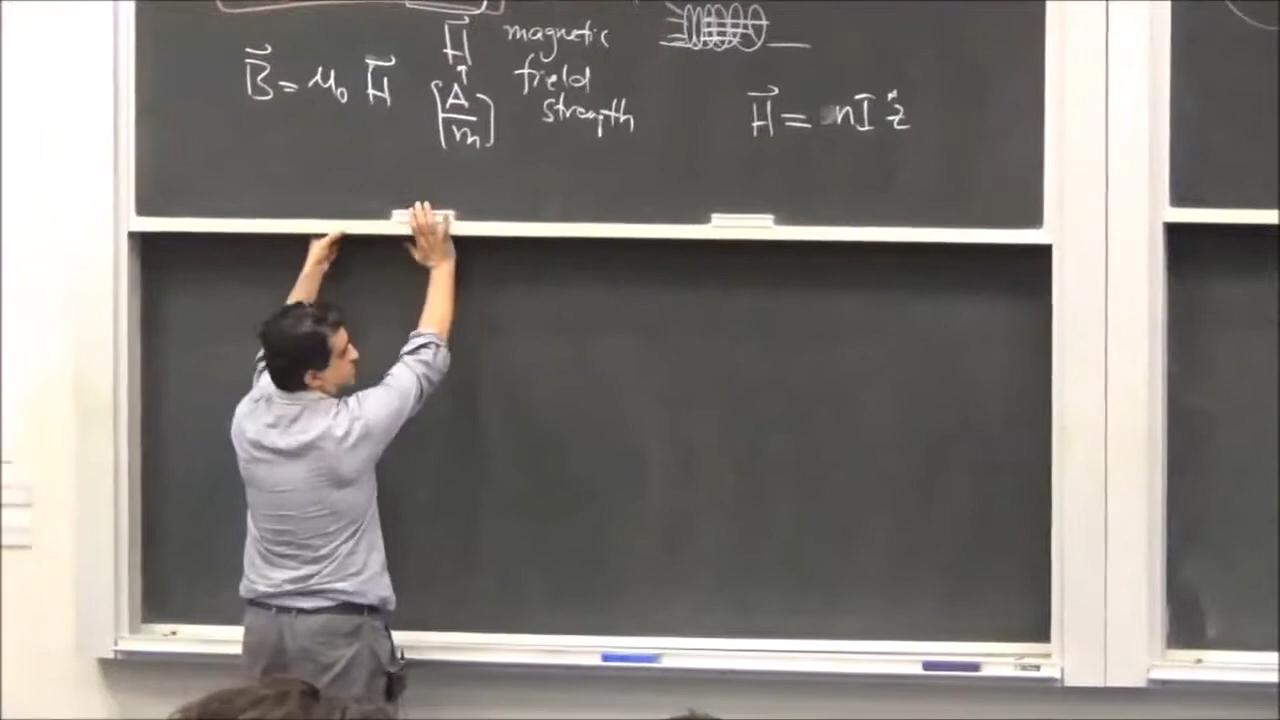 B⃗ = μ₀ H⃗
H⃗ magnetic
[A/m] field
strength
H⃗ = nI ẑ